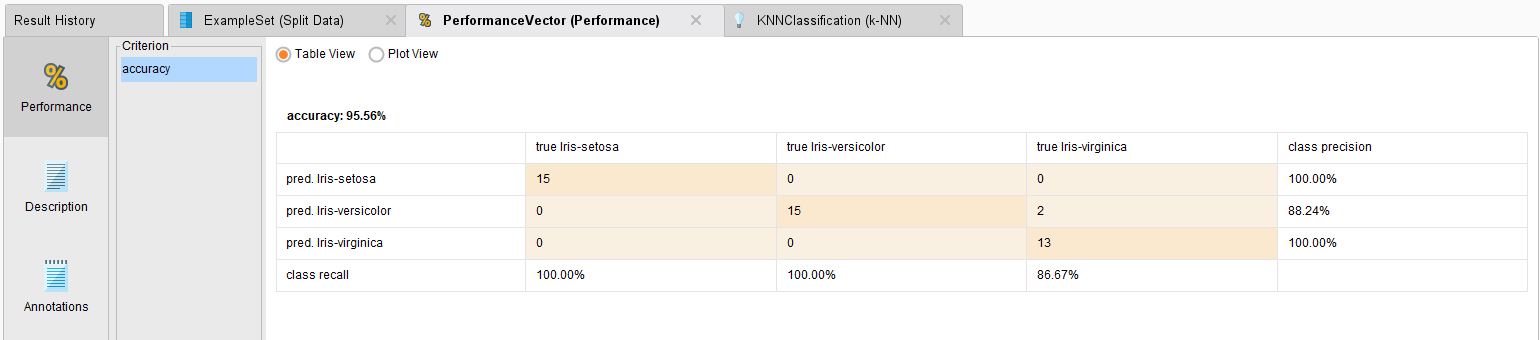 Result History ExampleSet (Split Data) PerformanceVector (Performance) KNNClassification (k-NN)
Criterion
accuracy
% Performance
Description
Annotations
Table View Plot View
accuracy: 95.56%
true Iris-setosa true Iris-versicolor true Iris-virginica class precision
pred. Iris-setosa 15 0 0 100.00%
pred. Iris-versicolor 0 15 2 88.24%
pred. Iris-virginica 0 0 13 100.00%
class recall 100.00% 100.00% 86.67%